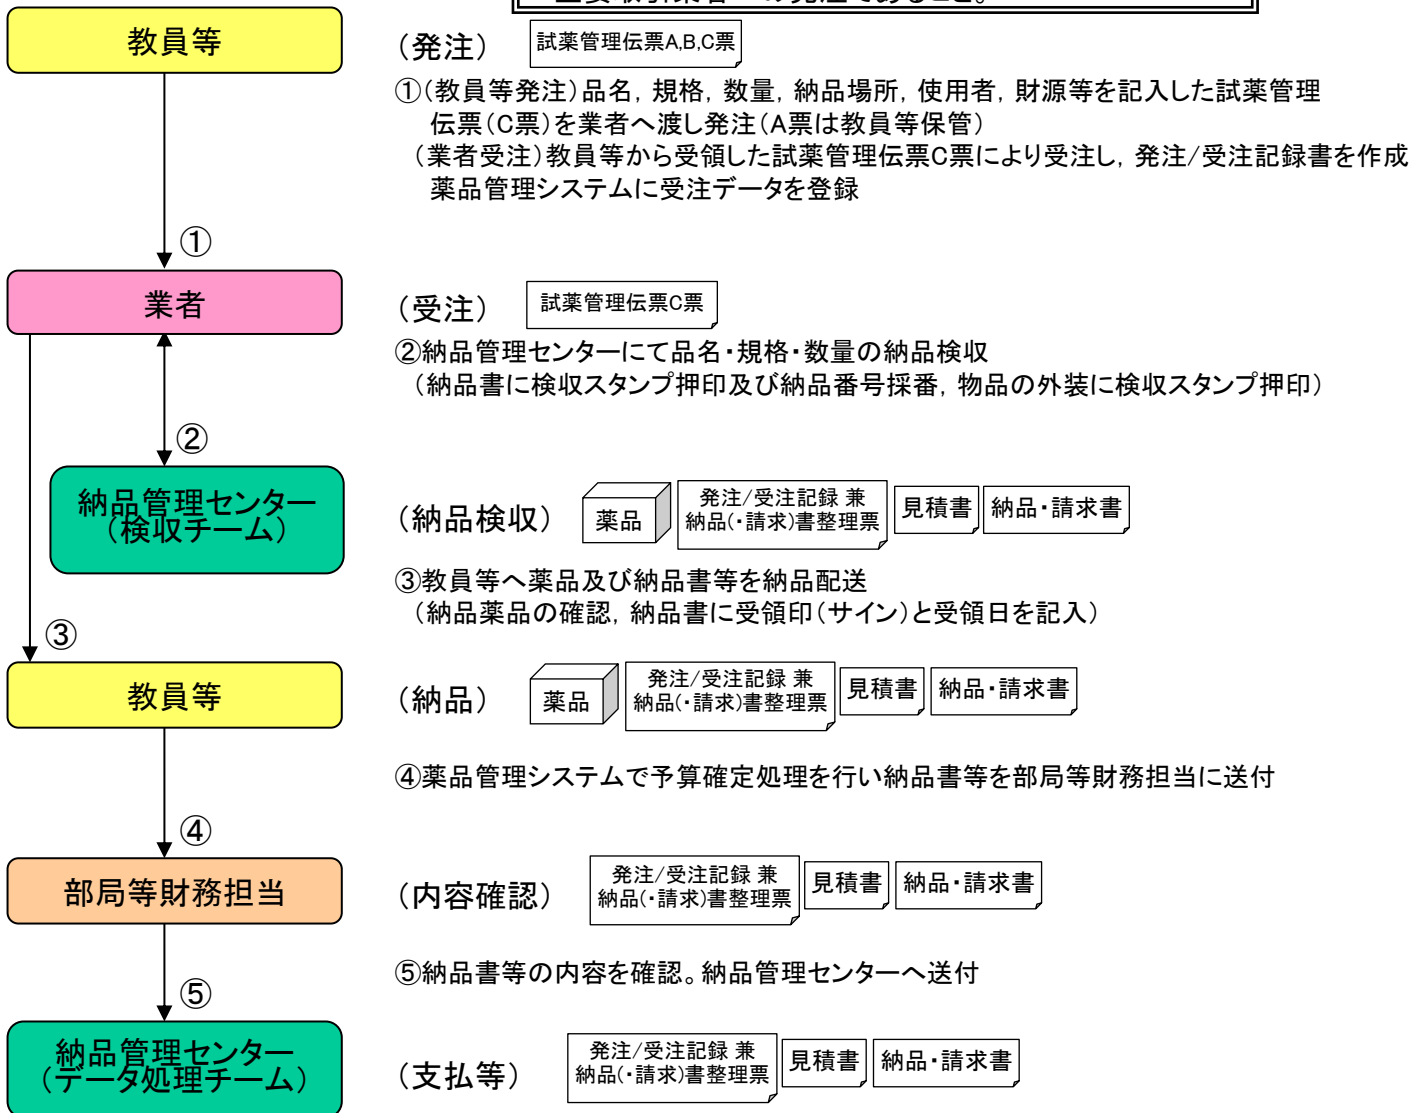 教員等
(発注)
試薬管理伝票A,B,C票
①(教員等発注)品名，規格，数量，納品場所，使用者，財源等を記入した試薬管理
伝票(C票)を業者へ渡し発注(A票は教員等保管)
(業者受注)教員等から受領した試薬管理伝票C票により受注し，発注/受注記録書を作成
薬品管理システムに受注データを登録
①
業者
(受注)
試薬管理伝票C票
②納品管理センターにて品名・規格・数量の納品検収
(納品書に検収スタンプ押印及び納品番号採番，物品の外装に検収スタンプ押印)
②
納品管理センター
(検収チーム)
(納品検収)
薬品
発注/受注記録 兼
納品(・請求)書整理票
見積書
納品・請求書
③教員等へ薬品及び納品書等を納品配送
(納品薬品の確認，納品書に受領印(サイン)と受領日を記入)
③
教員等
(納品)
薬品
発注/受注記録 兼
納品(・請求)書整理票
見積書
納品・請求書
④薬品管理システムで予算確定処理を行い納品書等を部局等財務担当に送付
④
部局等財務担当
(内容確認)
発注/受注記録 兼
納品(・請求)書整理票
見積書
納品・請求書
⑤納品書等の内容を確認。納品管理センターへ送付
⑤
納品管理センター
(データ処理チーム)
(支払等)
発注/受注記録 兼
納品(・請求)書整理票
見積書
納品・請求書